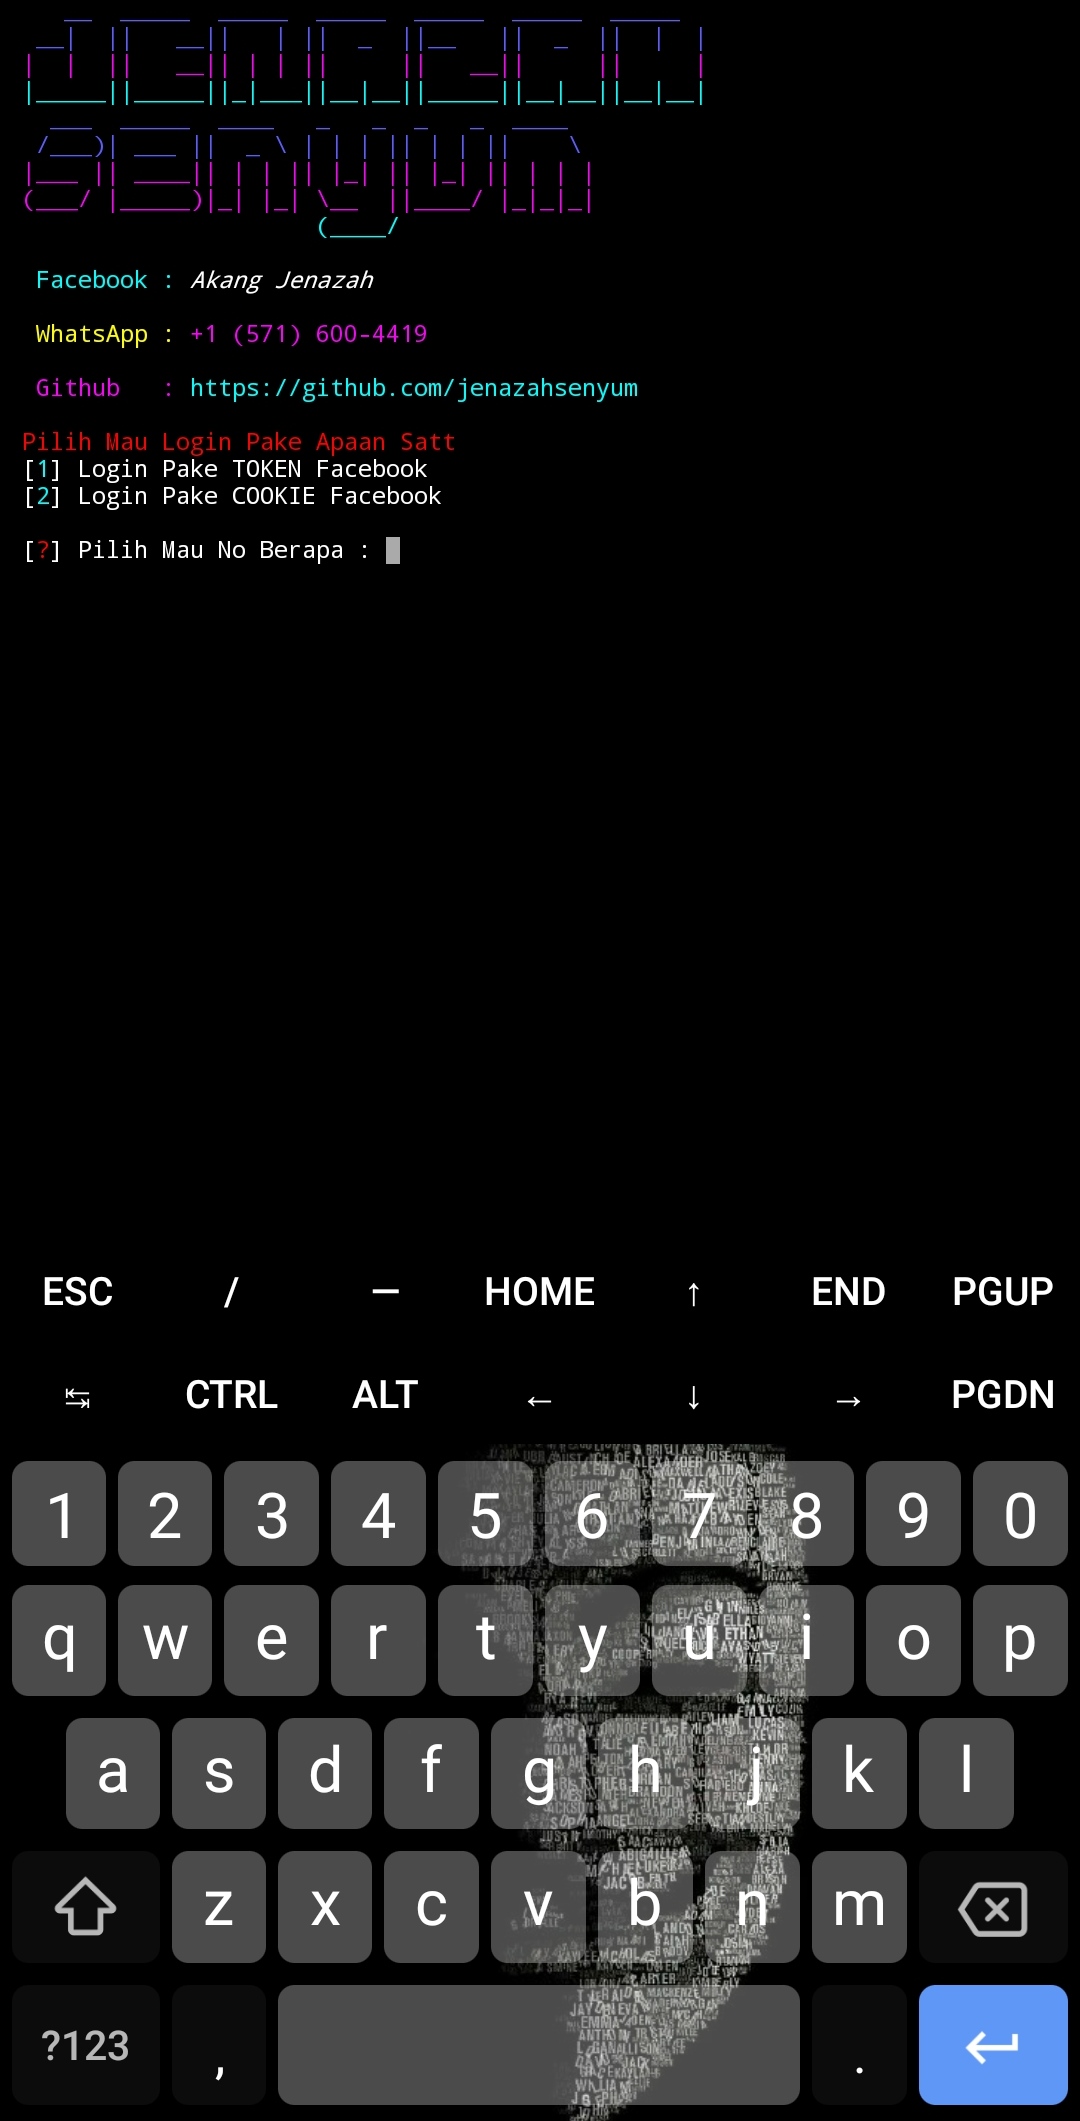 JENAZAH
SENYUM
Facebook : Akang Jenazah
WhatsApp : +1 (571) 600-4419
Github : https://github.com/jenazahsenyum
Pilih Mau Login Pake Apaan Satt
[1] Login Pake TOKEN Facebook
[2] Login Pake COOKIE Facebook
[?] Pilih Mau No Berapa :
ESC / — HOME ↑ END PGUP
↹ CTRL ALT ← ↓ → PGDN
1 2 3 4 5 6 7 8 9 0
q w e r t y u i o p
a s d f g h j k l
z x c v b n m
?123 , .